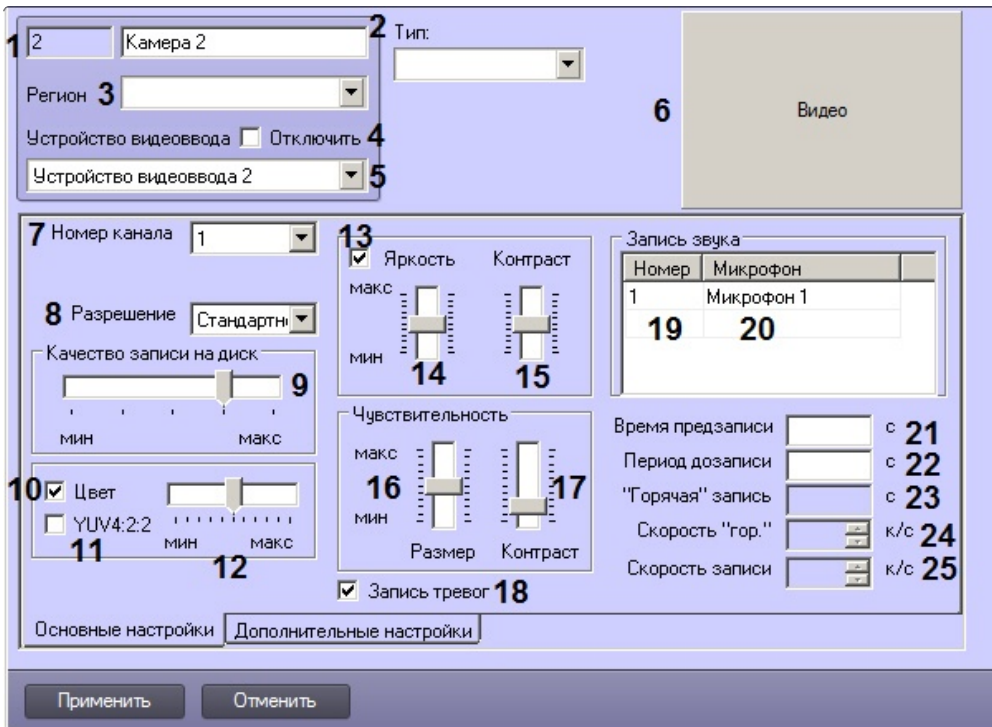 1 2 Камера 2 2 Тип:
Регион 3
6 Видео
Устройство видеоввода Отключить 4
Устройство видеоввода 2 5
7 Номер канала 1
8 Разрешение Стандартн
Качество записи на диск
9
мин макс
10 Цвет
YUV4:2:2
11
мин макс
12
13
Яркость Контраст
макс
мин
14 15
Чувствительность
макс
16 17
мин
Размер Контраст
Запись тревог 18
Запись звука
Номер Микрофон
1 Микрофон 1
19 20
Время предзаписи с 21
Период дозаписи с 22
"Горячая" запись с 23
Скорость "гор." к/с 24
Скорость записи к/с 25
Основные настройки Дополнительные настройки
Применить Отменить